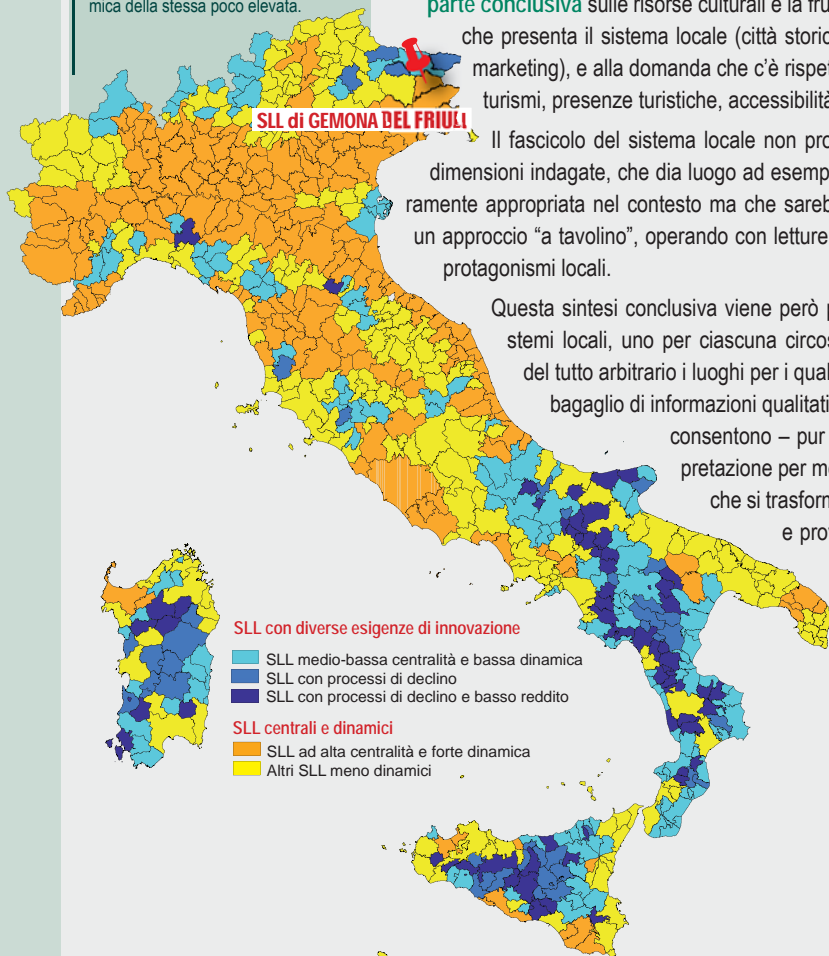 mica della stessa poco elevata.
parte conclusiva sulle risorse culturali e la fru
che presenta il sistema locale (città storic
marketing), e alla domanda che c'è rispet
turismi, presenze turistiche, accessibilità
SLL di GEMONA DEL FRIULI
Il fascicolo del sistema locale non pro
dimensioni indagate, che dia luogo ad esemp
ramente appropriata nel contesto ma che sareb
un approccio “a tavolino”, operando con letture
protagonismi locali.
Questa sintesi conclusiva viene però p
stemi locali, uno per ciascuna circos
del tutto arbitrario i luoghi per i qual
bagaglio di informazioni qualitati
consentono – pur
pretazione per me
che si trasform
e pro
SLL con diverse esigenze di innovazione
SLL medio-bassa centralità e bassa dinamica
SLL con processi di declino
SLL con processi di declino e basso reddito
SLL centrali e dinamici
SLL ad alta centralità e forte dinamica
Altri SLL meno dinamici